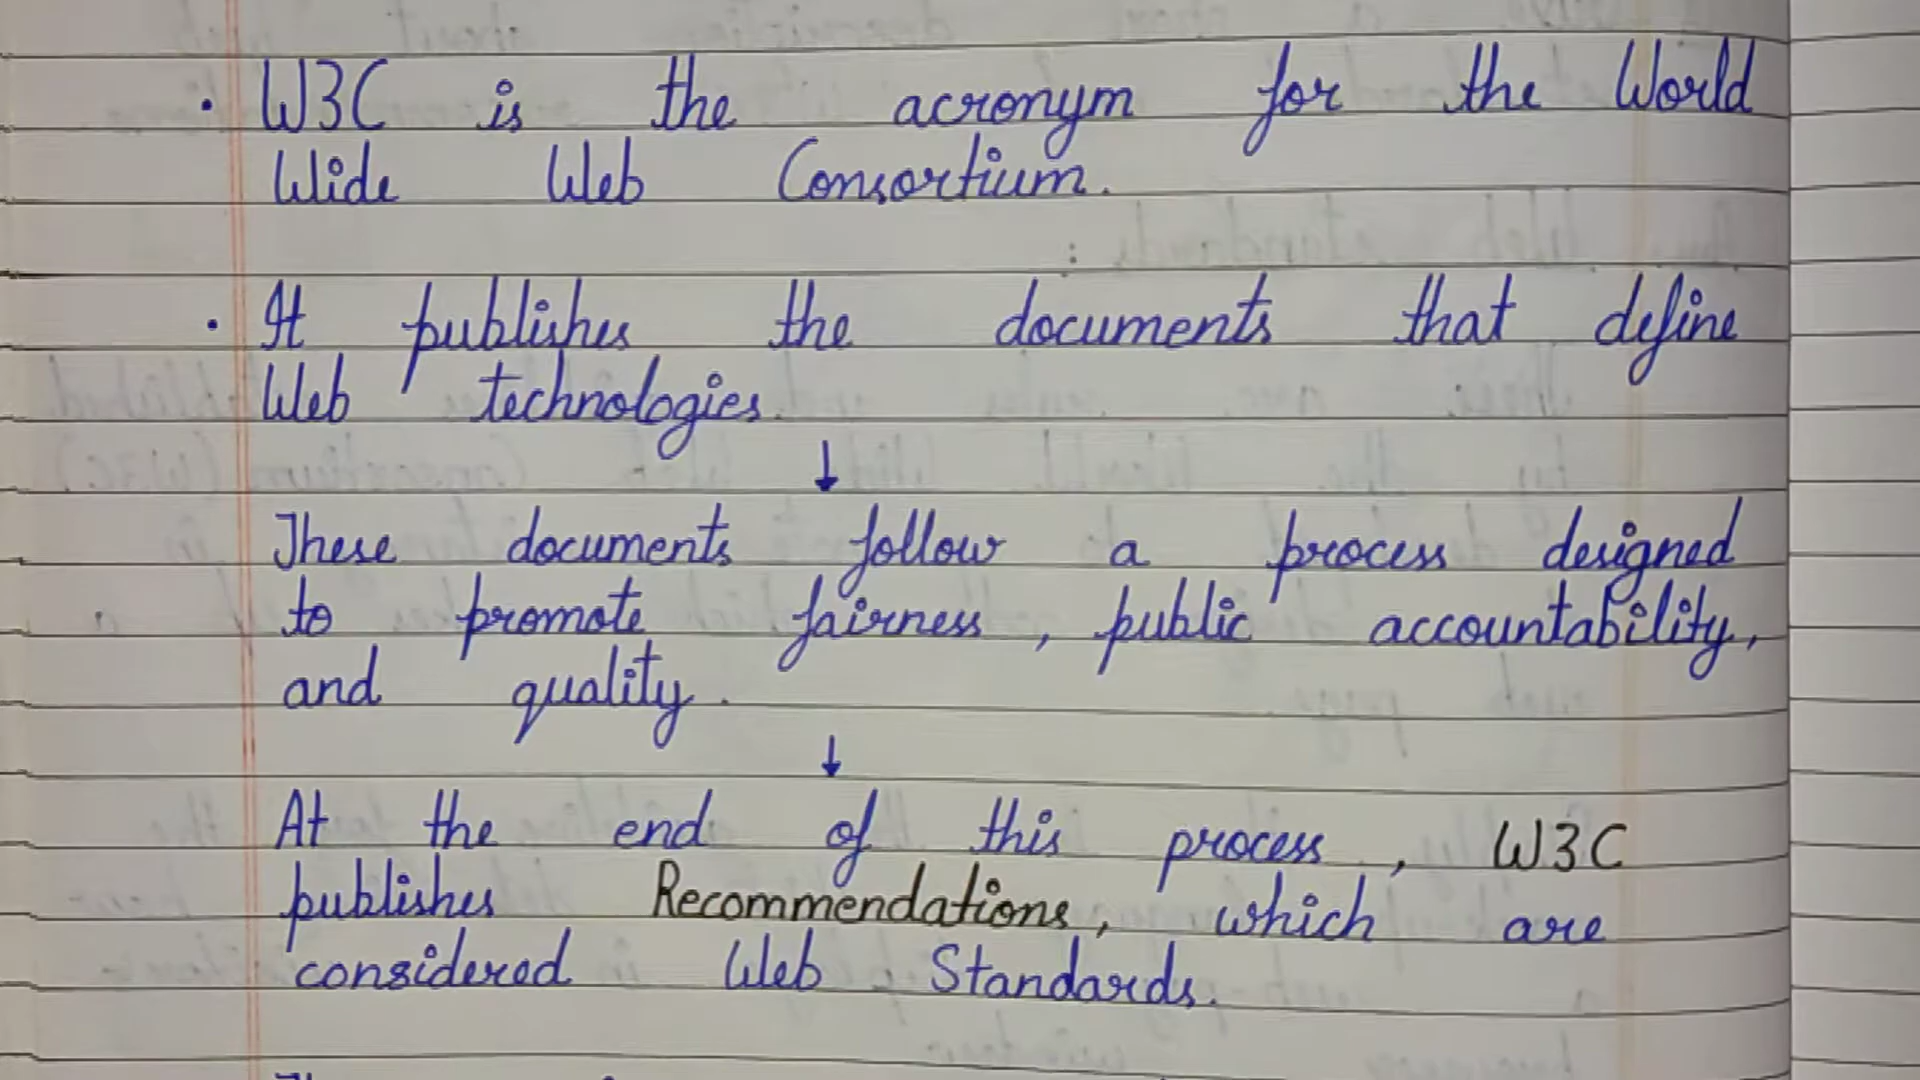 • W3C is the acronym for the World
Wide Web Consortium.
• It publishes the documents that define
Web technologies.
↓
These documents follow a process designed
to promote fairness, public accountability,
and quality.
↓
At the end of this process, W3C
publishes Recommendations, which are
considered Web Standards.